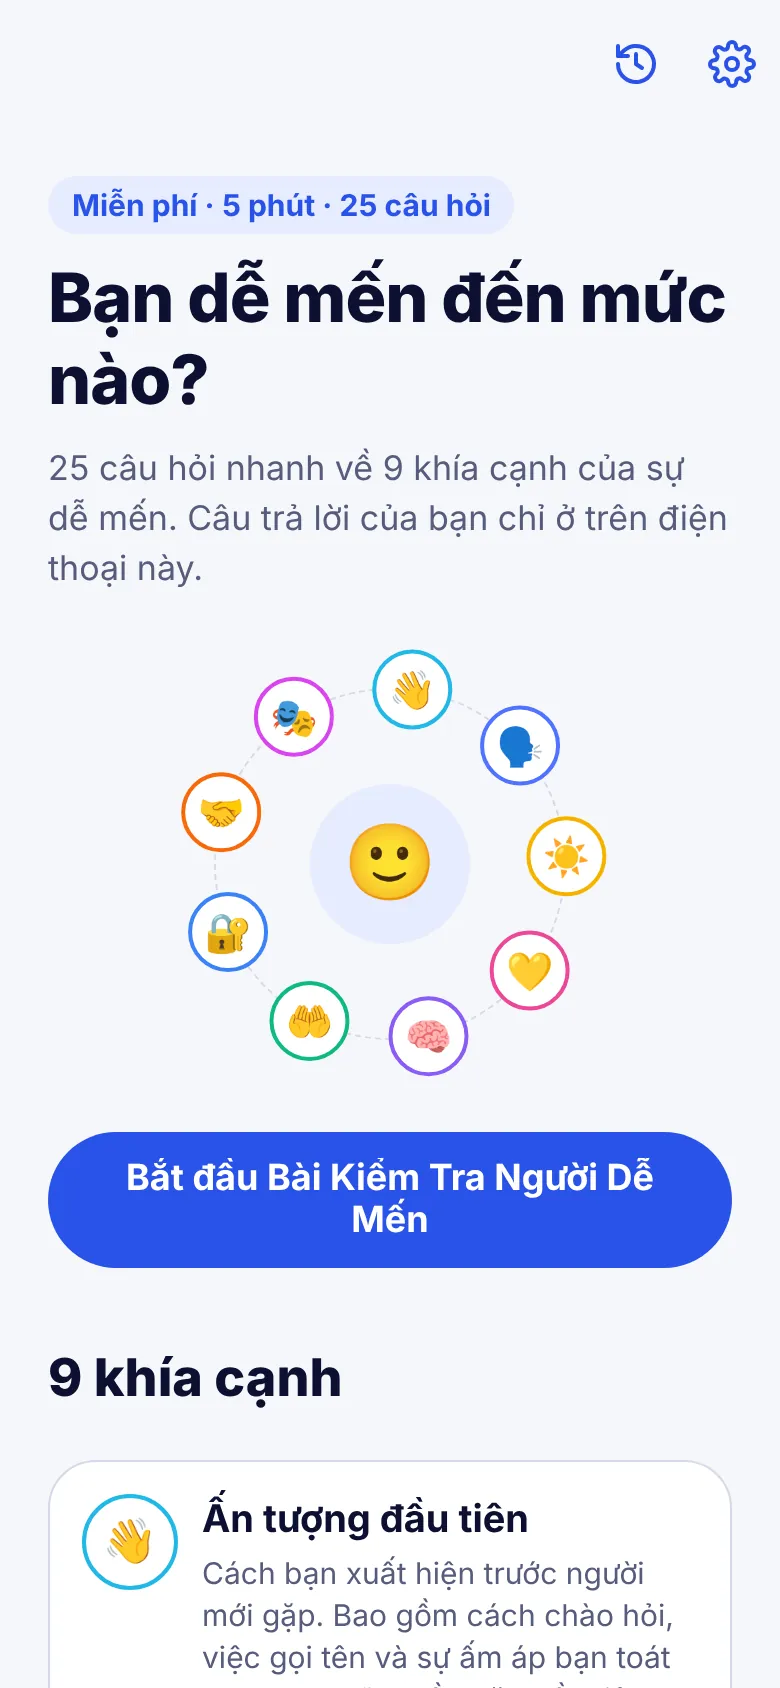 Miễn phí · 5 phút · 25 câu hỏi
Bạn dễ mến đến mức
nào?
25 câu hỏi nhanh về 9 khía cạnh của sự
dễ mến. Câu trả lời của bạn chỉ ở trên điện
thoại này.
Bắt đầu Bài Kiểm Tra Người Dễ
Mến
9 khía cạnh
Ấn tượng đầu tiên
Cách bạn xuất hiện trước người
mới gặp. Bao gồm cách chào hỏi,
việc gọi tên và sự ấm áp bạn toát